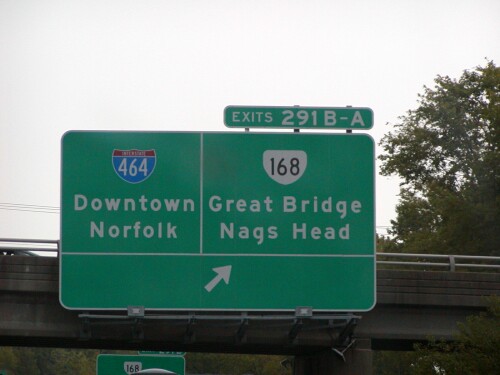 EXITS 291 B-A
INTERSTATE
464
Downtown
Norfolk
168
Great Bridge
Nags Head
168